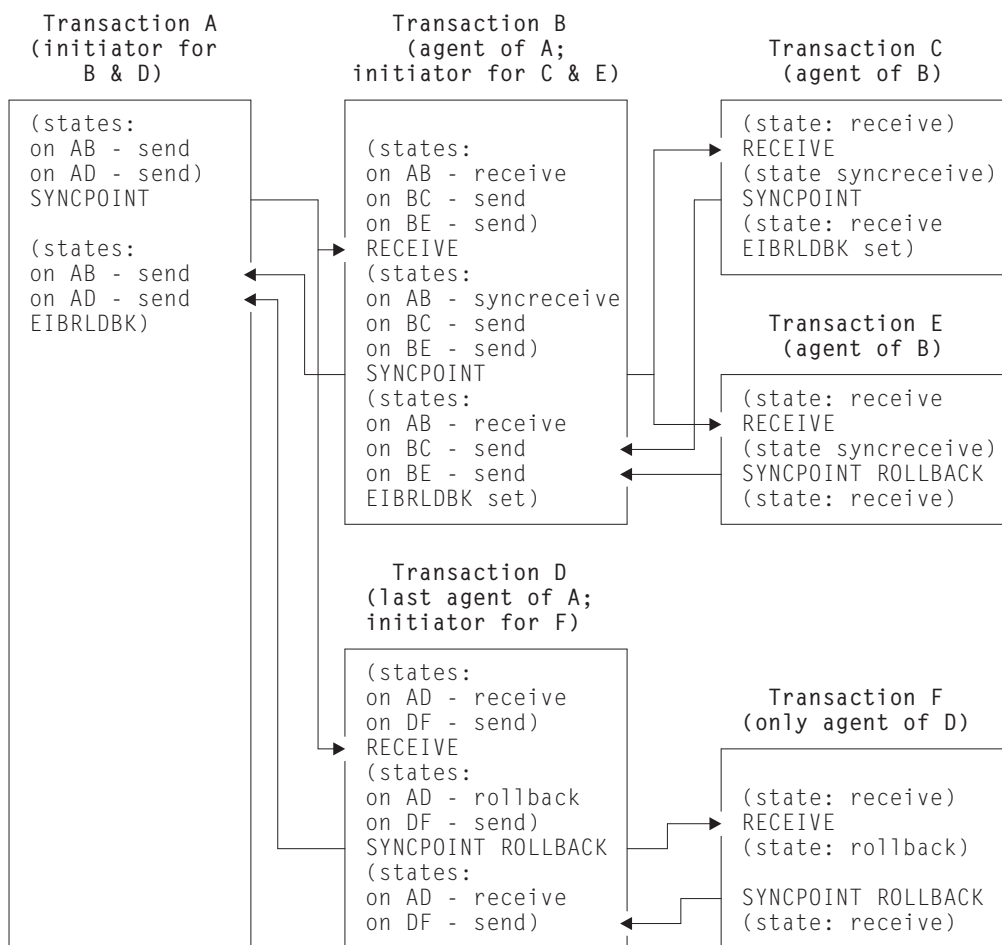 Transaction A
(initiator for
B & D)
(states:
on AB - send
on AD - send)
SYNCPOINT
(states:
on AB - send
on AD - send
EIBRLDBK)
Transaction B
(agent of A;
initiator for C & E)
(states:
on AB - receive
on BC - send
on BE - send)
RECEIVE
(states:
on AB - syncreceive
on BC - send
on BE - send)
SYNCPOINT
(states:
on AB - receive
on BC - send
on BE - send
EIBRLDBK set)
Transaction C
(agent of B)
(state: receive)
RECEIVE
(state syncreceive)
SYNCPOINT
(state: receive
EIBRLDBK set)
Transaction E
(agent of B)
(state: receive
RECEIVE
(state syncreceive)
SYNCPOINT ROLLBACK
(state: receive)
Transaction D
(last agent of A;
initiator for F)
(states:
on AD - receive
on DF - send)
RECEIVE
(states:
on AD - rollback
on DF - send)
SYNCPOINT ROLLBACK
(states:
on AD - receive
on DF - send)
Transaction F
(only agent of D)
(state: receive)
RECEIVE
(state: rollback)
SYNCPOINT ROLLBACK
(state: receive)